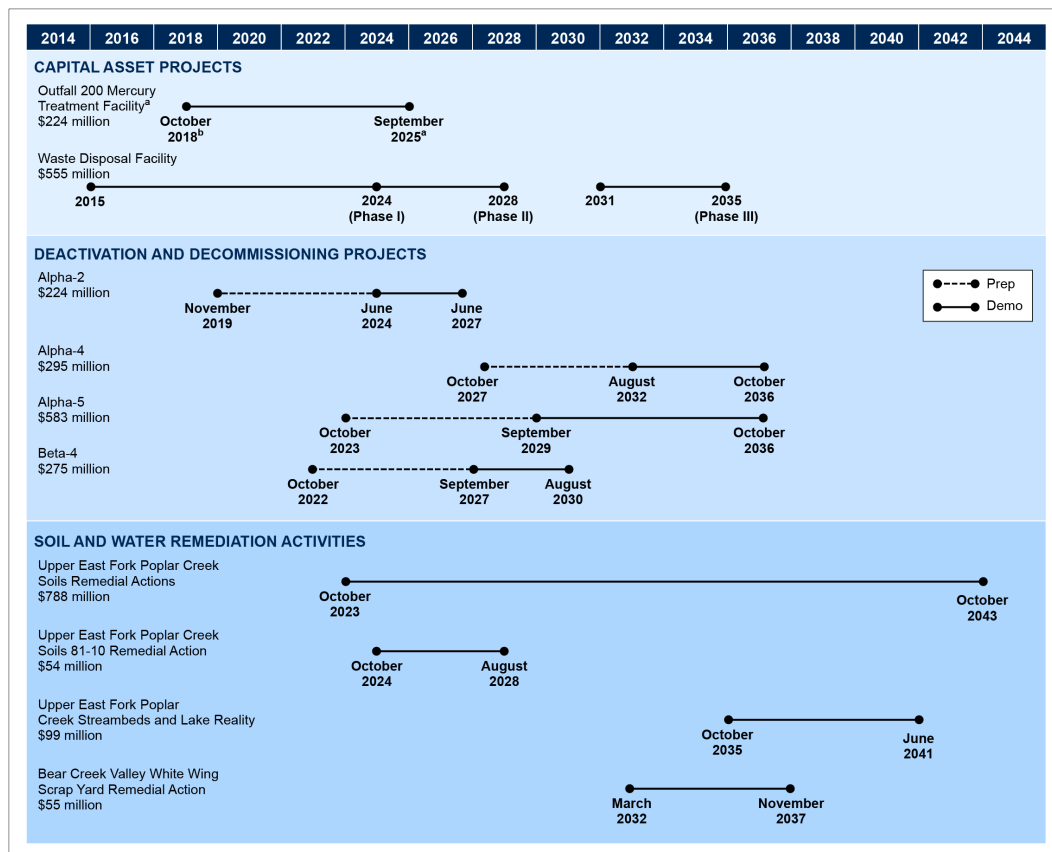 2014 2016 2018 2020 2022 2024 2026 2028 2030 2032 2034 2036 2038 2040 2042 2044
CAPITAL ASSET PROJECTS
Outfall 200 Mercury
Treatment Facilityᵃ
$224 million
October
2018ᵇ
September
2025ᵃ
Waste Disposal Facility
$555 million
2015
2024
(Phase I)
2028
(Phase II)
2031
2035
(Phase III)
DEACTIVATION AND DECOMMISSIONING PROJECTS
Prep
Demo
Alpha-2
$224 million
November
2019
June
2024
June
2027
Alpha-4
$295 million
October
2027
August
2032
October
2036
Alpha-5
$583 million
October
2023
September
2029
October
2036
Beta-4
$275 million
October
2022
September
2027
August
2030
SOIL AND WATER REMEDIATION ACTIVITIES
Upper East Fork Poplar Creek
Soils Remedial Actions
$788 million
October
2023
October
2043
Upper East Fork Poplar Creek
Soils 81-10 Remedial Action
$54 million
October
2024
August
2028
Upper East Fork Poplar
Creek Streambeds and Lake Reality
$99 million
October
2035
June
2041
Bear Creek Valley White Wing
Scrap Yard Remedial Action
$55 million
March
2032
November
2037